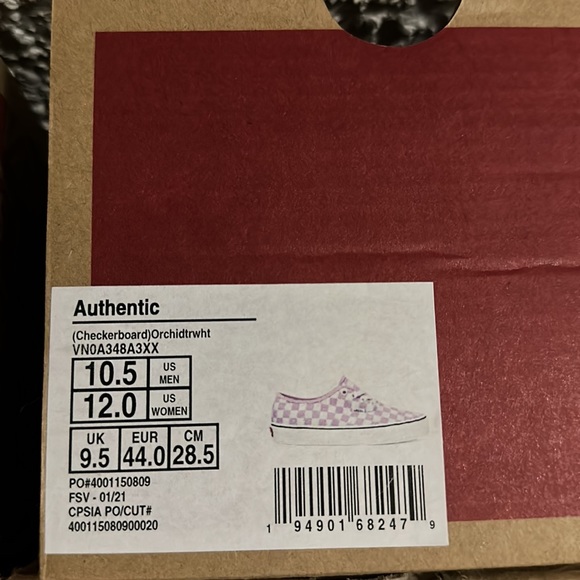 Authentic
(Checkerboard)Orchidtrwht
VN0A348A3XX
10.5 US MEN
12.0 US WOMEN
UK EUR CM
9.5 44.0 28.5
PO#4001150809
FSV - 01/21
CPSIA PO/CUT#
400115080900020
1 94901 68247 9